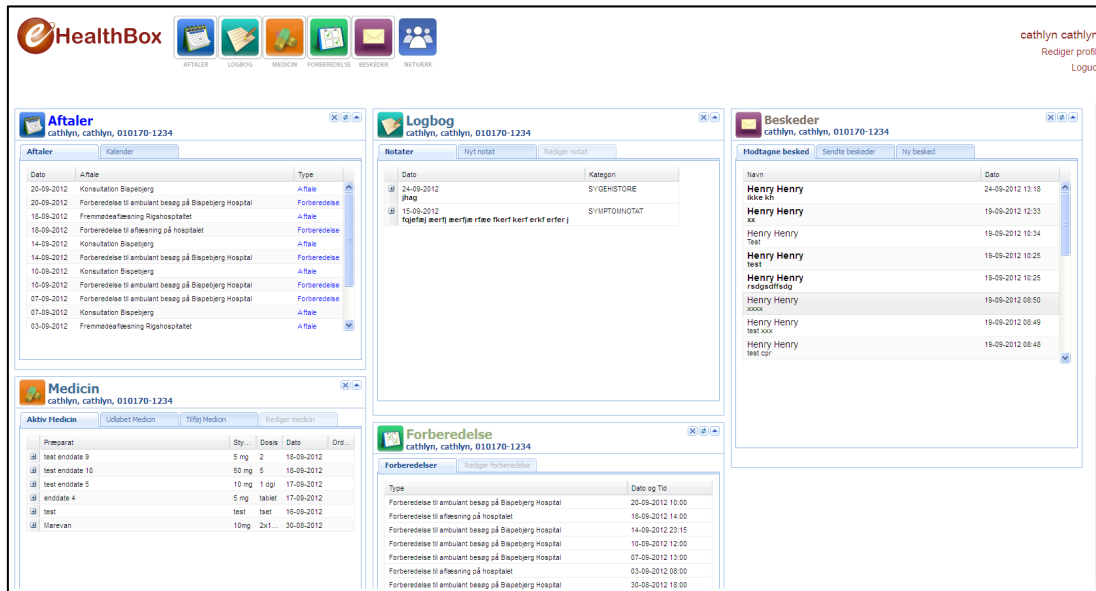 eHealthBox
AFTALER LOGBOG MEDICIN FORBEREDELSE BESKEDER NETVÆRK
cathlyn cathlyn
Rediger profil
Logud
Aftaler
cathlyn, cathlyn, 010170-1234
Aftaler Kalender
Dato Aftale Type
20-09-2012 Konsultation Bispebjerg Aftale
20-09-2012 Forberedelse til ambulant besøg på Bispebjerg Hospital Forberedelse
18-09-2012 Fremmødeaflæsning Rigshospitaltet Aftale
18-09-2012 Forberedelse til aflæsning på hospitalet Forberedelse
14-09-2012 Konsultation Bispebjerg Aftale
14-09-2012 Forberedelse til ambulant besøg på Bispebjerg Hospital Forberedelse
10-09-2012 Konsultation Bispebjerg Aftale
10-09-2012 Forberedelse til ambulant besøg på Bispebjerg Hospital Forberedelse
07-09-2012 Forberedelse til ambulant besøg på Bispebjerg Hospital Forberedelse
07-09-2012 Konsultation Bispebjerg Aftale
03-09-2012 Fremmødeaflæsning Rigshospitaltet Aftale
Medicin
cathlyn, cathlyn, 010170-1234
Aktiv Medicin Udløbet Medicin Tilføj Medicin Rediger medicin
Præparat Sty... Dosis Dato Ord...
test enddate 9 5 mg 2 18-09-2012
test enddate 10 50 mg 5 18-09-2012
test enddate 5 10 mg 1 dgl 17-09-2012
enddate 4 5 mg tablet 17-09-2012
test test tset 16-09-2012
Marevan 10mg 2x1... 30-08-2012
Logbog
cathlyn, cathlyn, 010170-1234
Notater Nyt notat Rediger notat
Dato Kategori
24-09-2012 SYGEHISTORIE
jhag
15-09-2012 SYMPTOMNOTAT
fqjefæj æerfj æerfjæ rfæe fkerf kerf erkf erfer j
Forberedelse
cathlyn, cathlyn, 010170-1234
Forberedelser Rediger forberedelse
Type Dato og Tid
Forberedelse til ambulant besøg på Bispebjerg Hospital 20-09-2012 10:00
Forberedelse til aflæsning på hospitalet 18-09-2012 14:00
Forberedelse til ambulant besøg på Bispebjerg Hospital 14-09-2012 23:15
Forberedelse til ambulant besøg på Bispebjerg Hospital 10-09-2012 12:00
Forberedelse til ambulant besøg på Bispebjerg Hospital 07-09-2012 13:00
Forberedelse til aflæsning på hospitalet 03-09-2012 08:00
Forberedelse til ambulant besøg på Bispebjerg Hospital 30-08-2012 18:00
Beskeder
cathlyn, cathlyn, 010170-1234
Modtagne besked Sendte beskeder Ny besked
Navn Dato
Henry Henry 24-09-2012 13:18
ikke kh
Henry Henry 19-09-2012 12:33
xx
Henry Henry 19-09-2012 10:34
Test
Henry Henry 19-09-2012 10:25
test
Henry Henry 19-09-2012 10:25
rsdgsdffsdg
Henry Henry 19-09-2012 08:50
xxxx
Henry Henry 19-09-2012 08:49
test xxx
Henry Henry 19-09-2012 08:48
test cpr